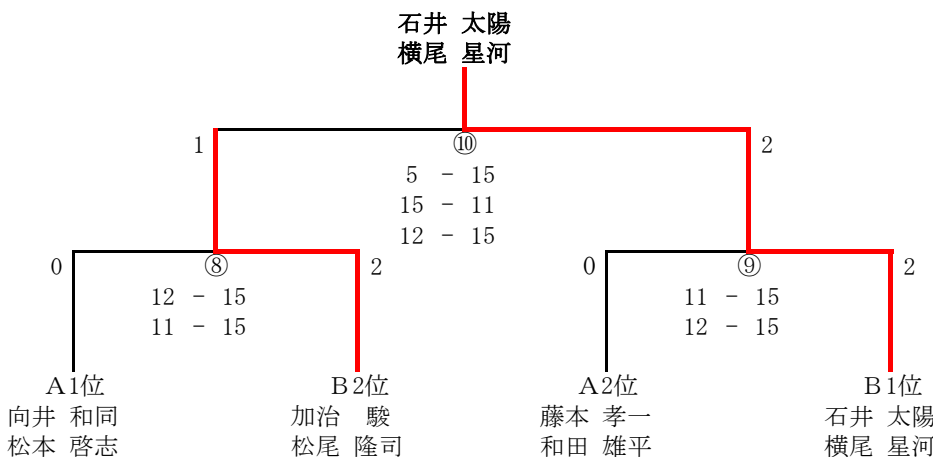 石井 太陽
横尾 星河
1 ⑩ 2
5 - 15
15 - 11
12 - 15
0 ⑧ 2 0 ⑨ 2
12 - 15 11 - 15
11 - 15 12 - 15
A1位 B2位 A2位 B1位
向井 和同 加治 駿 藤本 孝一 石井 太陽
松本 啓志 松尾 隆司 和田 雄平 横尾 星河